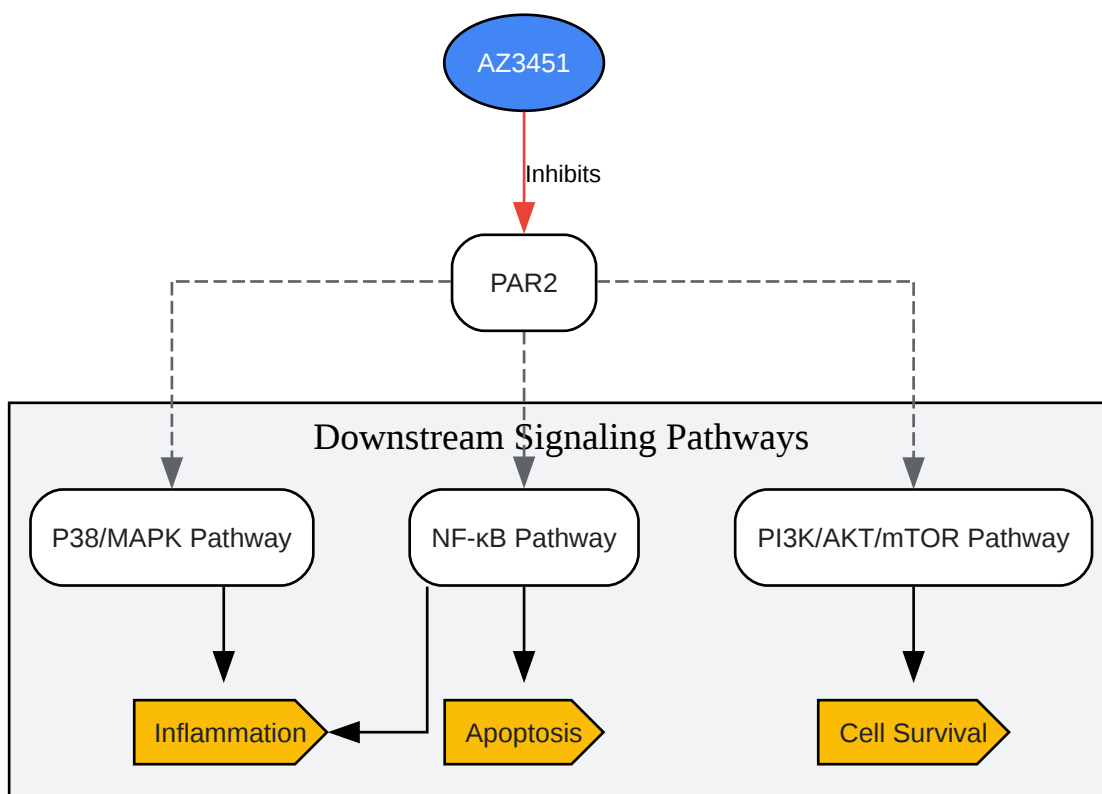 AZ3451
Inhibits
PAR2
Downstream Signaling Pathways
P38/MAPK Pathway
NF-κB Pathway
PI3K/AKT/mTOR Pathway
Inflammation
Apoptosis
Cell Survival